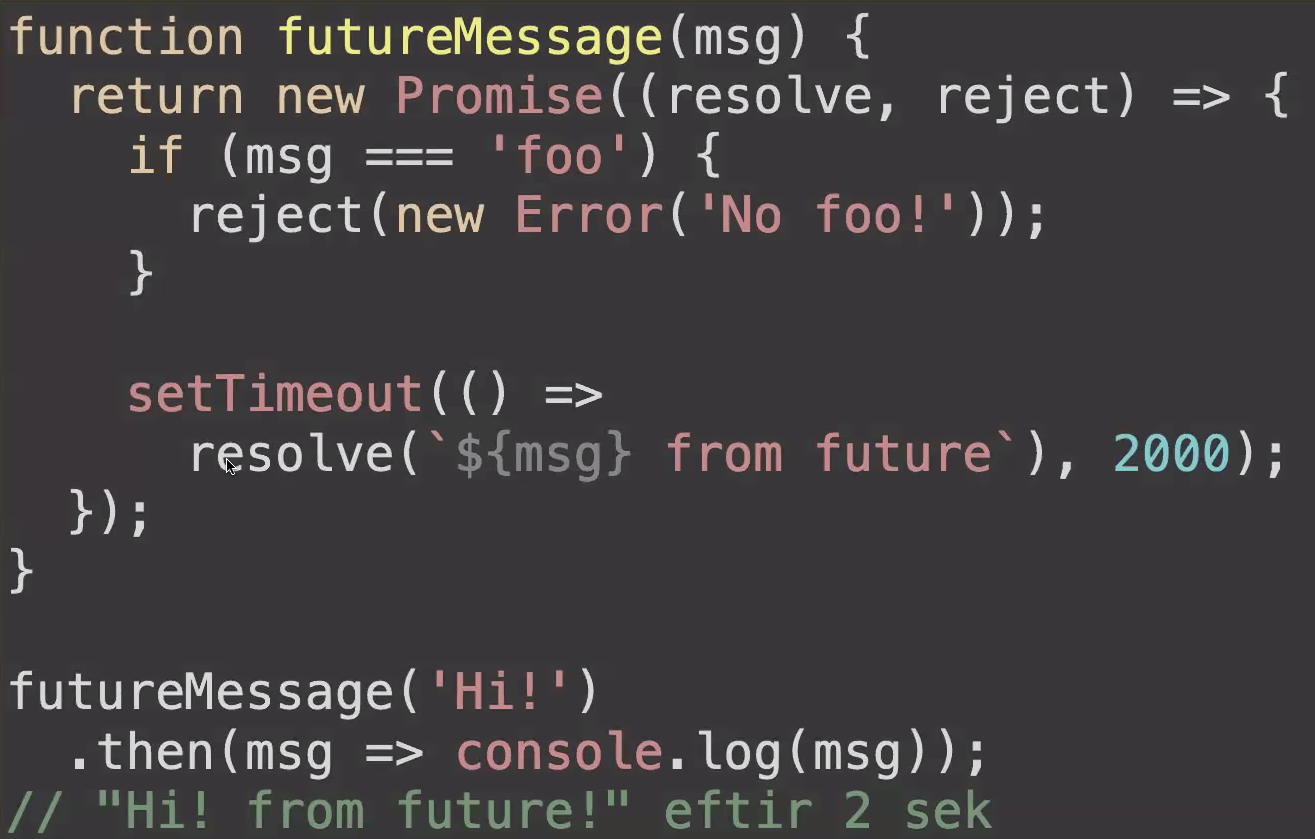 function futureMessage(msg) {
  return new Promise((resolve, reject) => {
    if (msg === 'foo') {
      reject(new Error('No foo!'));
    }

    setTimeout(() =>
      resolve(`${msg} from future`), 2000);
  });
}

futureMessage('Hi!')
  .then(msg => console.log(msg));
// "Hi! from future!" eftir 2 sek